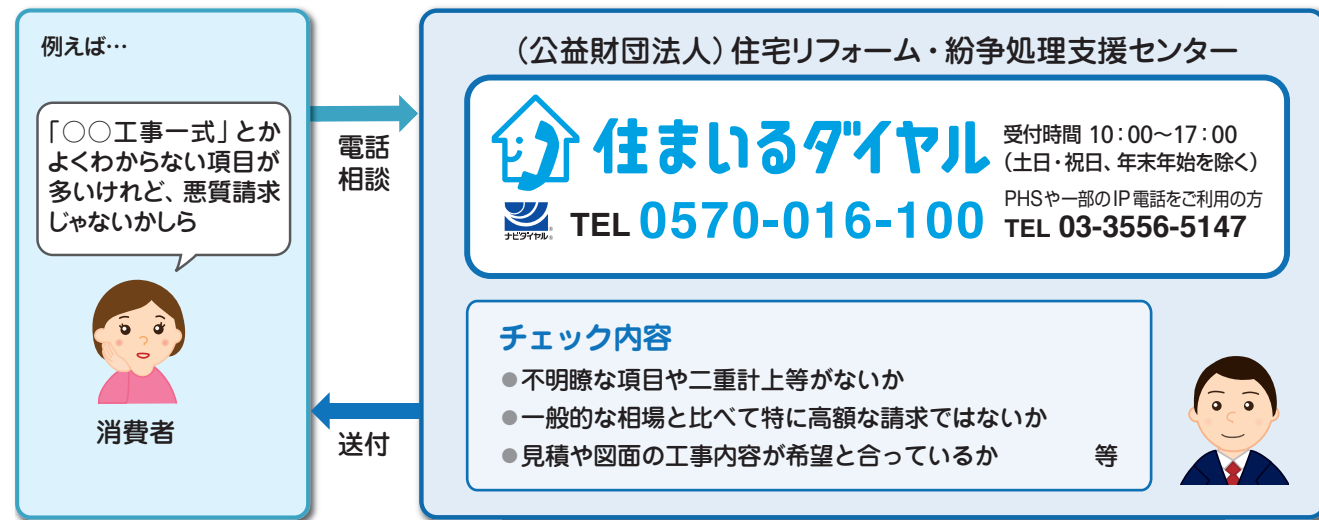 例えば…
「○○工事一式」とか
よくわからない項目が
多いけれど、悪質請求
じゃないかしら
消費者
電話
相談
送付
（公益財団法人）住宅リフォーム・紛争処理支援センター
住まいるダイヤル
受付時間 10：00～17：00
（土日・祝日、年末年始を除く）
ナビダイヤル®
TEL 0570-016-100
PHSや一部のIP電話をご利用の方
TEL 03-3556-5147
チェック内容
●不明瞭な項目や二重計上等がないか
●一般的な相場と比べて特に高額な請求ではないか
●見積や図面の工事内容が希望と合っているか 等